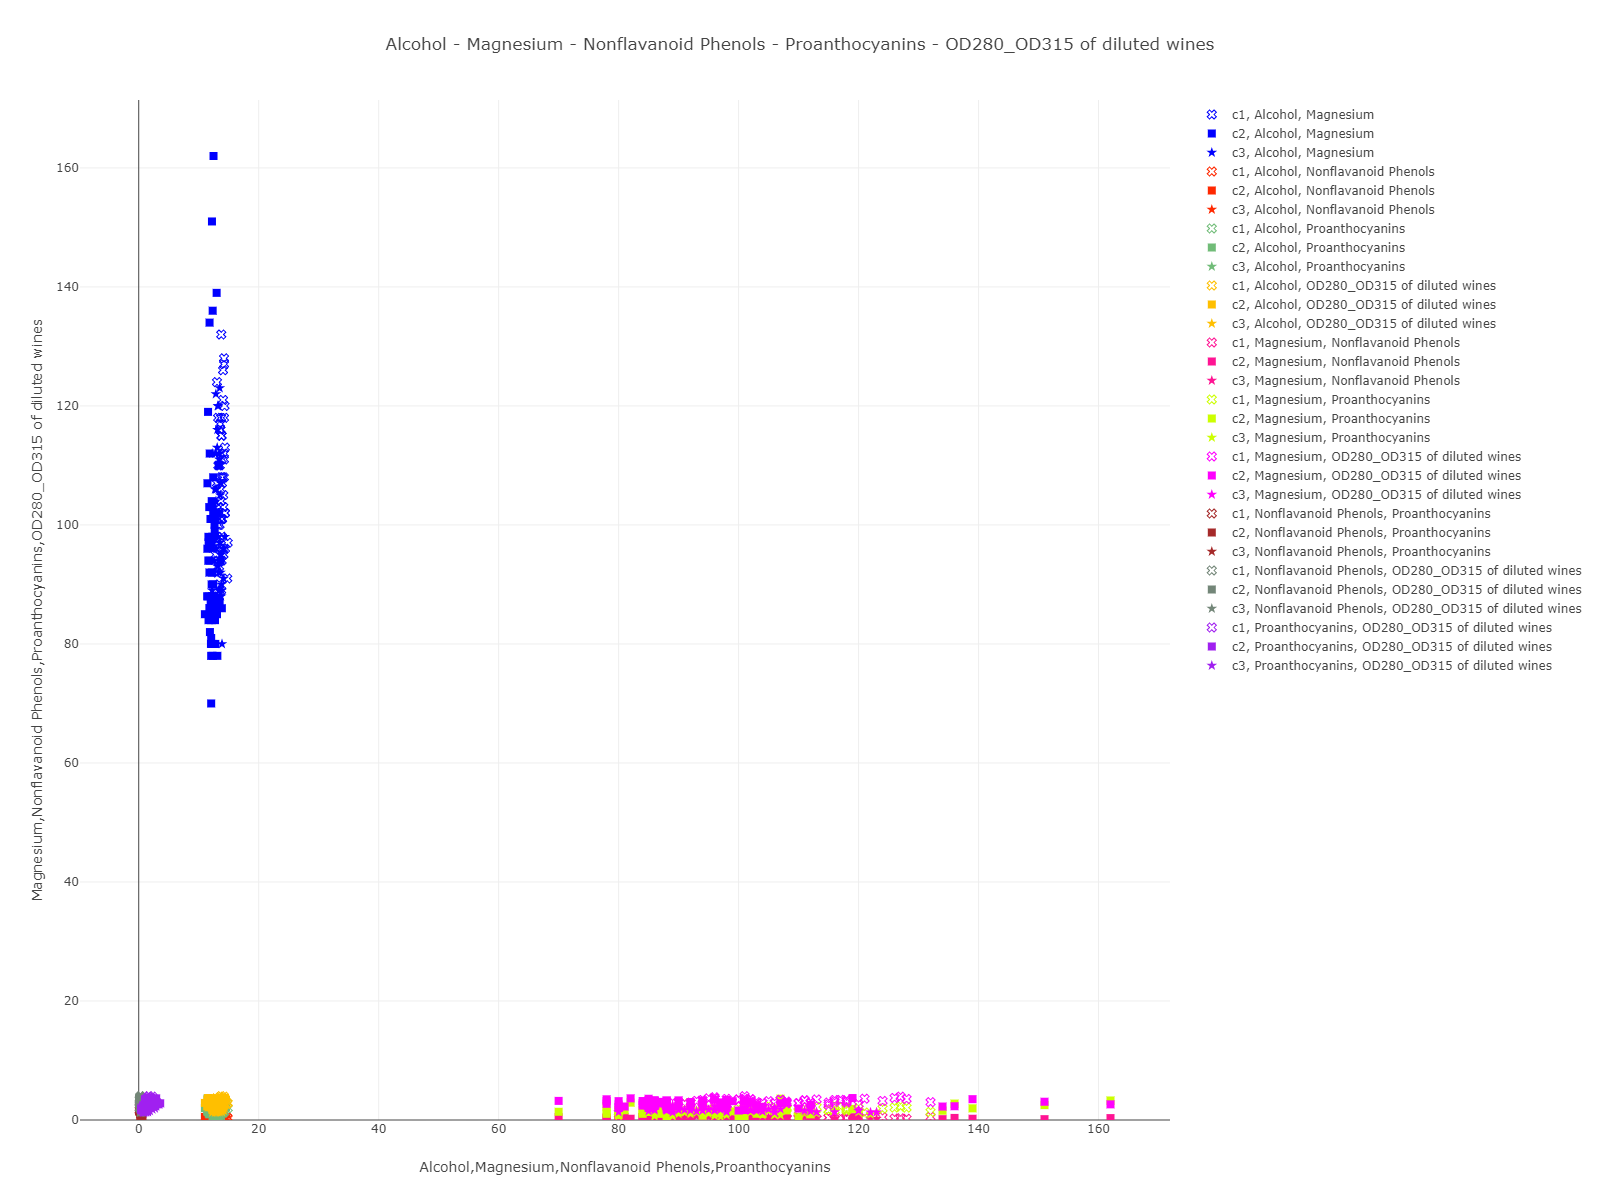 Alcohol - Magnesium - Nonflavanoid Phenols - Proanthocyanins - OD280_OD315 of diluted wines
Magnesium,Nonflavanoid Phenols,Proanthocyanins,OD280_OD315 of diluted wines
160
140
120
100
80
60
40
20
0
0 20 40 60 80 100 120 140 160
Alcohol,Magnesium,Nonflavanoid Phenols,Proanthocyanins
c1, Alcohol, Magnesium
c2, Alcohol, Magnesium
c3, Alcohol, Magnesium
c1, Alcohol, Nonflavanoid Phenols
c2, Alcohol, Nonflavanoid Phenols
c3, Alcohol, Nonflavanoid Phenols
c1, Alcohol, Proanthocyanins
c2, Alcohol, Proanthocyanins
c3, Alcohol, Proanthocyanins
c1, Alcohol, OD280_OD315 of diluted wines
c2, Alcohol, OD280_OD315 of diluted wines
c3, Alcohol, OD280_OD315 of diluted wines
c1, Magnesium, Nonflavanoid Phenols
c2, Magnesium, Nonflavanoid Phenols
c3, Magnesium, Nonflavanoid Phenols
c1, Magnesium, Proanthocyanins
c2, Magnesium, Proanthocyanins
c3, Magnesium, Proanthocyanins
c1, Magnesium, OD280_OD315 of diluted wines
c2, Magnesium, OD280_OD315 of diluted wines
c3, Magnesium, OD280_OD315 of diluted wines
c1, Nonflavanoid Phenols, Proanthocyanins
c2, Nonflavanoid Phenols, Proanthocyanins
c3, Nonflavanoid Phenols, Proanthocyanins
c1, Nonflavanoid Phenols, OD280_OD315 of diluted wines
c2, Nonflavanoid Phenols, OD280_OD315 of diluted wines
c3, Nonflavanoid Phenols, OD280_OD315 of diluted wines
c1, Proanthocyanins, OD280_OD315 of diluted wines
c2, Proanthocyanins, OD280_OD315 of diluted wines
c3, Proanthocyanins, OD280_OD315 of diluted wines